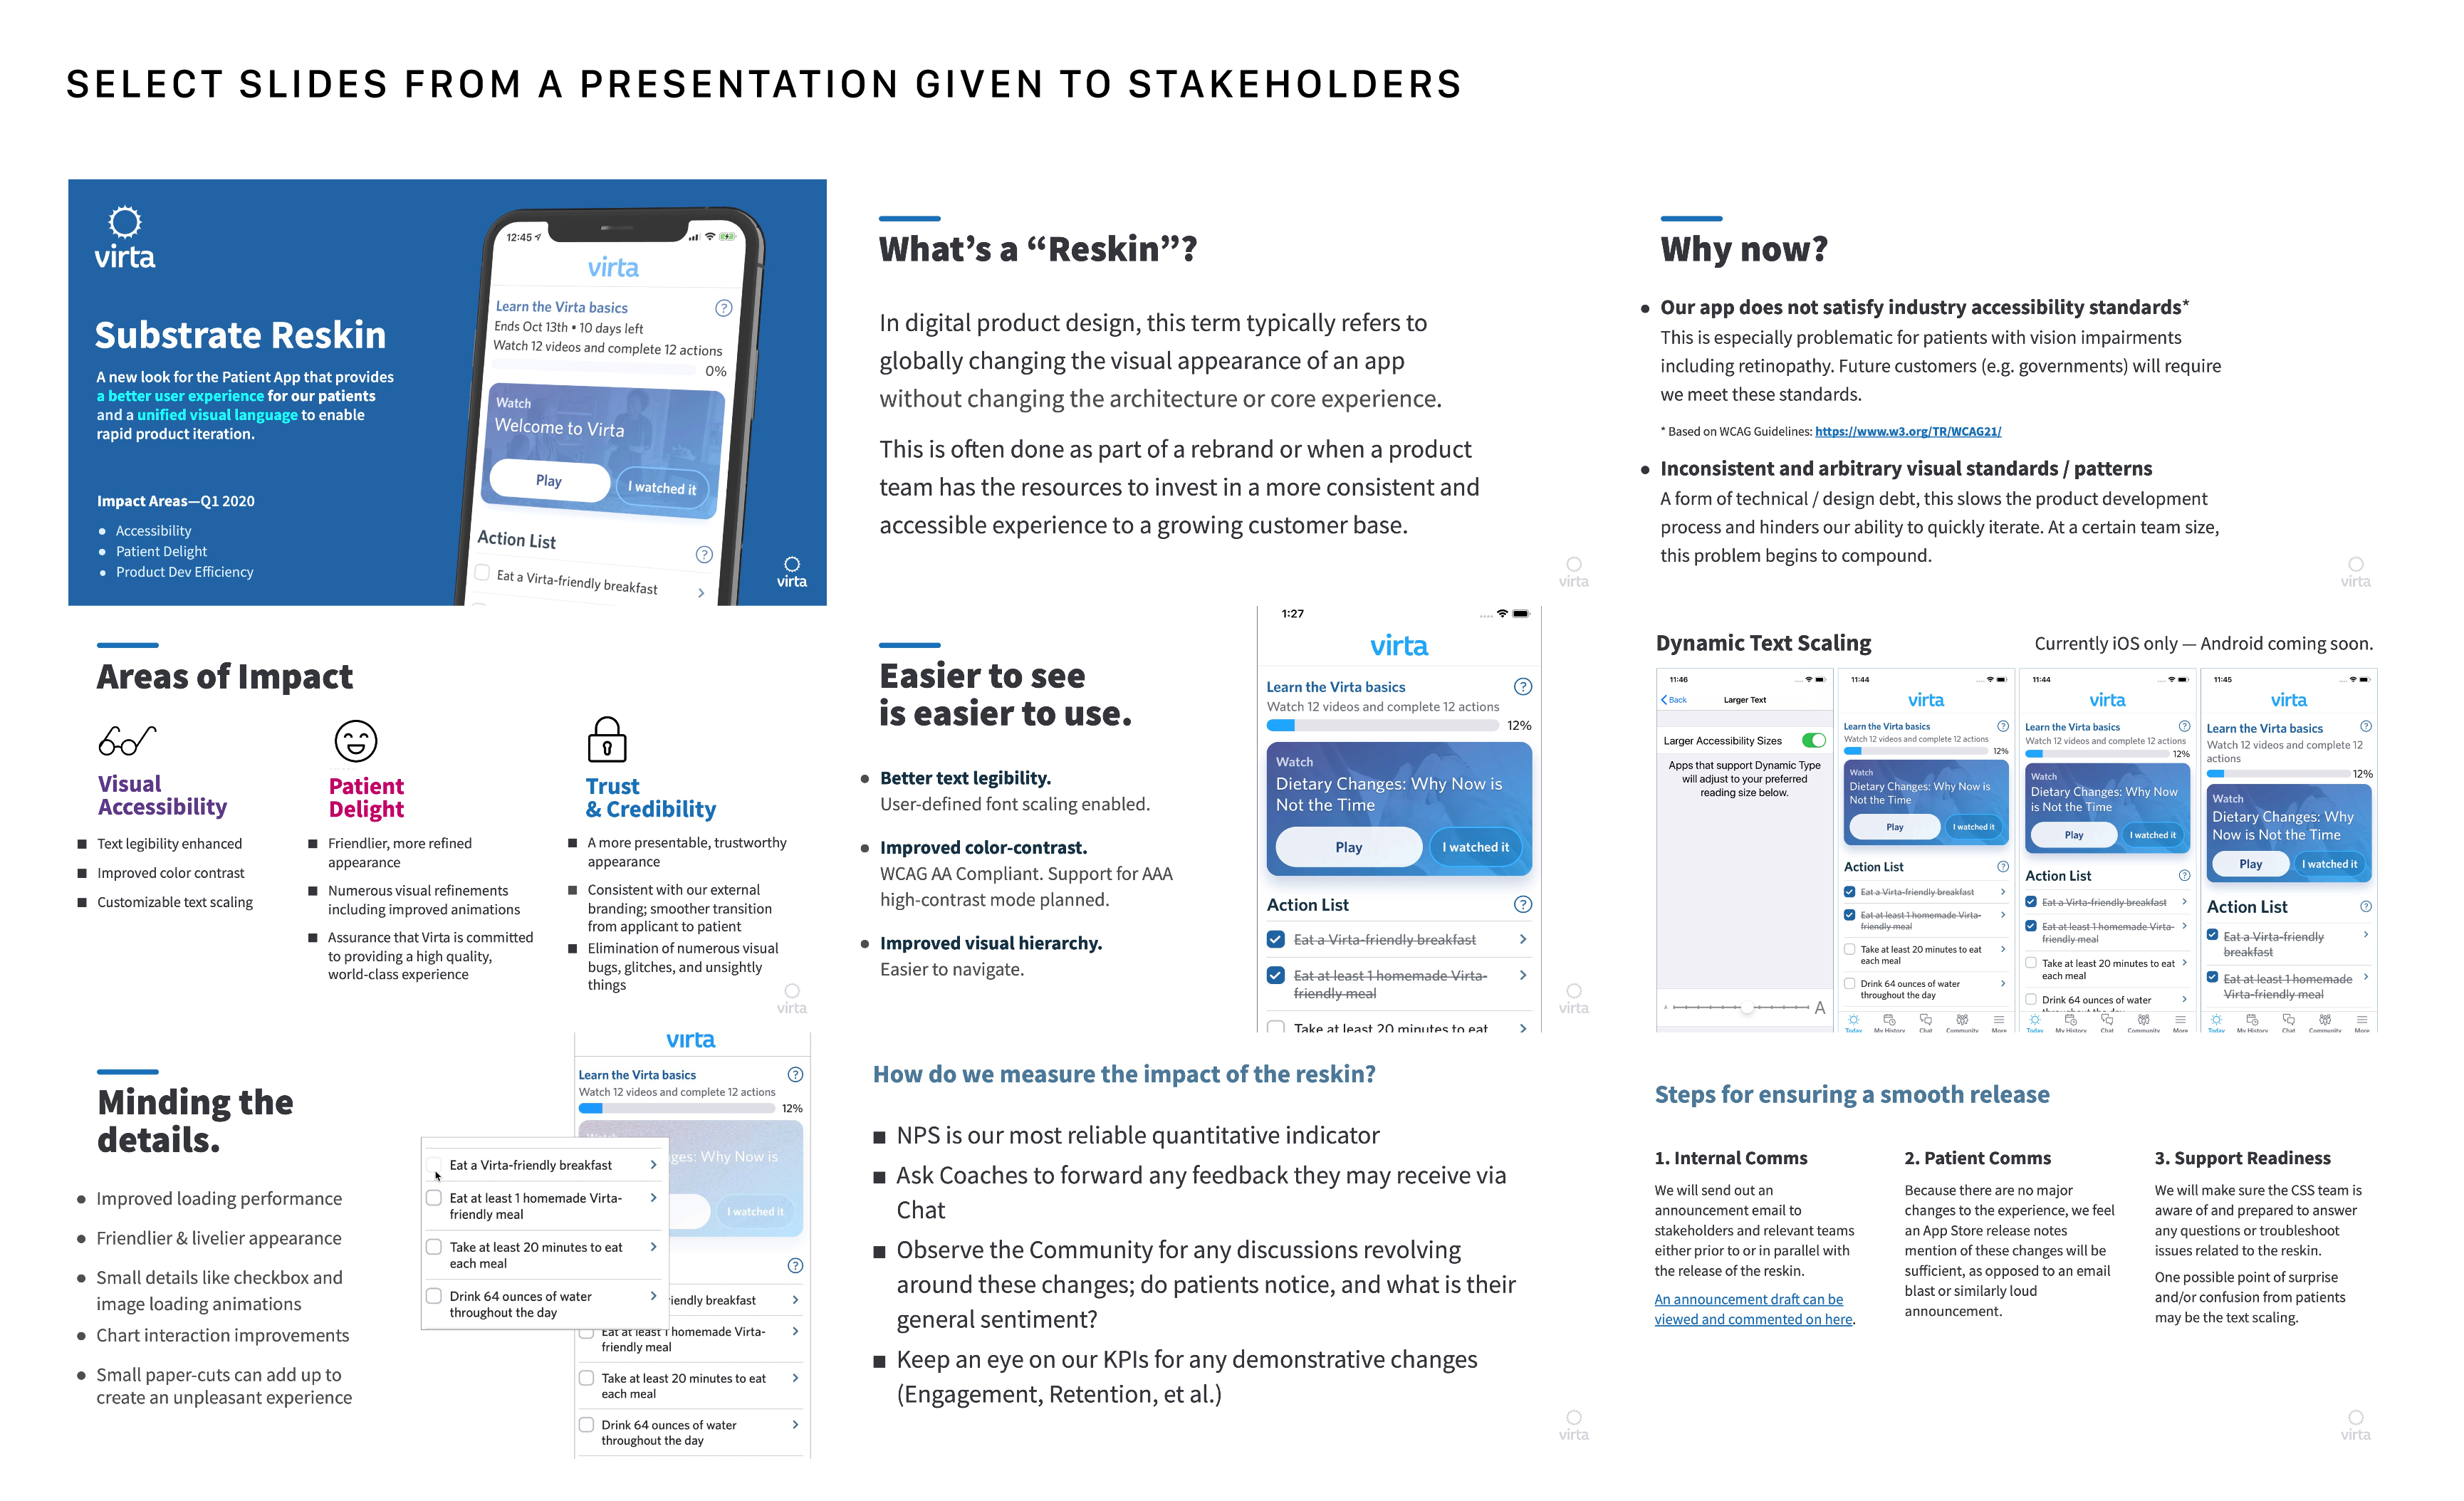 SELECT SLIDES FROM A PRESENTATION GIVEN TO STAKEHOLDERS
virta
Substrate Reskin
A new look for the Patient App that provides
a better user experience for our patients
and a unified visual language to enable
rapid product iteration.
Impact Areas—Q1 2020
• Accessibility
• Patient Delight
• Product Dev Efficiency
12:45
virta
Learn the Virta basics
?
Ends Oct 13th • 10 days left
Watch 12 videos and complete 12 actions
0%
Watch
Welcome to Virta
Play
I watched it
Action List
?
Eat a Virta-friendly breakfast
virta
What's a “Reskin”?
In digital product design, this term typically refers to
globally changing the visual appearance of an app
without changing the architecture or core experience.
This is often done as part of a rebrand or when a product
team has the resources to invest in a more consistent and
accessible experience to a growing customer base.
virta
Why now?
• Our app does not satisfy industry accessibility standards*
This is especially problematic for patients with vision impairments
including retinopathy. Future customers (e.g. governments) will require
we meet these standards.
* Based on WCAG Guidelines: https://www.w3.org/TR/WCAG21/
• Inconsistent and arbitrary visual standards / patterns
A form of technical / design debt, this slows the product development
process and hinders our ability to quickly iterate. At a certain team size,
this problem begins to compound.
virta
Areas of Impact
Visual
Accessibility
■ Text legibility enhanced
■ Improved color contrast
■ Customizable text scaling
Patient
Delight
■ Friendlier, more refined
appearance
■ Numerous visual refinements
including improved animations
■ Assurance that Virta is committed
to providing a high quality,
world-class experience
Trust
& Credibility
■ A more presentable, trustworthy
appearance
■ Consistent with our external
branding; smoother transition
from applicant to patient
■ Elimination of numerous visual
bugs, glitches, and unsightly
things
virta
Easier to see
is easier to use.
• Better text legibility.
User-defined font scaling enabled.
• Improved color-contrast.
WCAG AA Compliant. Support for AAA
high-contrast mode planned.
• Improved visual hierarchy.
Easier to navigate.
1:27
virta
Learn the Virta basics
?
Watch 12 videos and complete 12 actions
12%
Watch
Dietary Changes: Why Now is
Not the Time
Play
I watched it
Action List
?
Eat a Virta-friendly breakfast
Eat at least 1 homemade Virta-
friendly meal
Take at least 20 minutes to eat
virta
Dynamic Text Scaling
Currently iOS only — Android coming soon.
11:46
Back
Larger Text
Larger Accessibility Sizes
Apps that support Dynamic Type
will adjust to your preferred
reading size below.
A
A
11:44
virta
Learn the Virta basics
?
Watch 12 videos and complete 12 actions
12%
Watch
Dietary Changes: Why Now is
Not the Time
Play
I watched it
Action List
?
Eat a Virta-friendly breakfast
Eat at least 1 homemade Virta-
friendly meal
Take at least 20 minutes to eat
each meal
Drink 64 ounces of water
throughout the day
Today
My History
Chat
Community
More
11:44
virta
Learn the Virta basics
?
Watch 12 videos and complete 12 actions
12%
Watch
Dietary Changes: Why Now
is Not the Time
Play
I watched it
Action List
?
Eat a Virta-friendly breakfast
Eat at least 1 homemade Virta-
friendly meal
Take at least 20 minutes to eat
each meal
Drink 64 ounces of water
throughout the day
Today
My History
Chat
Community
More
11:45
virta
Learn the Virta basics
?
Watch 12 videos and complete 12
actions
12%
Watch
Dietary Changes: Why
Now is Not the Time
Play
I watched it
Action List
?
Eat a Virta-friendly
breakfast
Eat at least 1 homemade
Virta-friendly meal
Today
My History
Chat
Community
More
Minding the
details.
• Improved loading performance
• Friendlier & livelier appearance
• Small details like checkbox and
image loading animations
• Chart interaction improvements
• Small paper-cuts can add up to
create an unpleasant experience
virta
Learn the Virta basics
?
Watch 12 videos and complete 12 actions
12%
ges: Why Now is
I watched it
?
Eat a Virta-friendly breakfast
Eat at least 1 homemade Virta-
friendly meal
Take at least 20 minutes to eat
each meal
Drink 64 ounces of water
throughout the day
iendly breakfast
Eat at least 1 homemade Virta-
friendly meal
Take at least 20 minutes to eat
each meal
Drink 64 ounces of water
throughout the day
How do we measure the impact of the reskin?
■ NPS is our most reliable quantitative indicator
■ Ask Coaches to forward any feedback they may receive via
Chat
■ Observe the Community for any discussions revolving
around these changes; do patients notice, and what is their
general sentiment?
■ Keep an eye on our KPIs for any demonstrative changes
(Engagement, Retention, et al.)
virta
Steps for ensuring a smooth release
1. Internal Comms
We will send out an
announcement email to
stakeholders and relevant teams
either prior to or in parallel with
the release of the reskin.
An announcement draft can be
viewed and commented on here.
2. Patient Comms
Because there are no major
changes to the experience, we feel
an App Store release notes
mention of these changes will be
sufficient, as opposed to an email
blast or similarly loud
announcement.
3. Support Readiness
We will make sure the CSS team is
aware of and prepared to answer
any questions or troubleshoot
issues related to the reskin.
One possible point of surprise
and/or confusion from patients
may be the text scaling.
virta